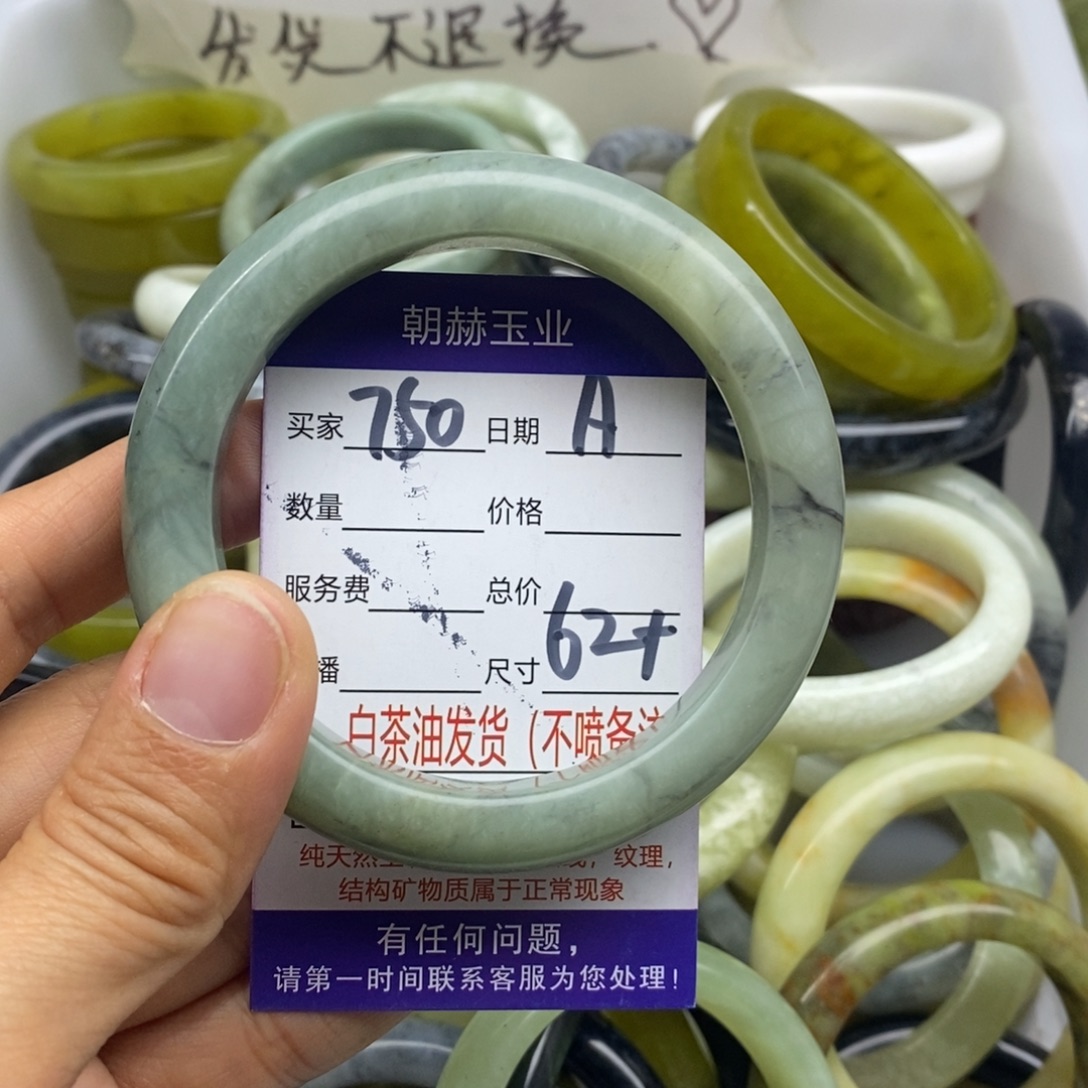 发货不退换
朝赫玉业
买家 750 日期 A
数量 价格
服务费 总价
播 尺寸 62+
白茶油发货（不喷备注
纯天然 纹理，
结构矿物质属于正常现象
有任何问题，
请第一时间联系客服为您处理！